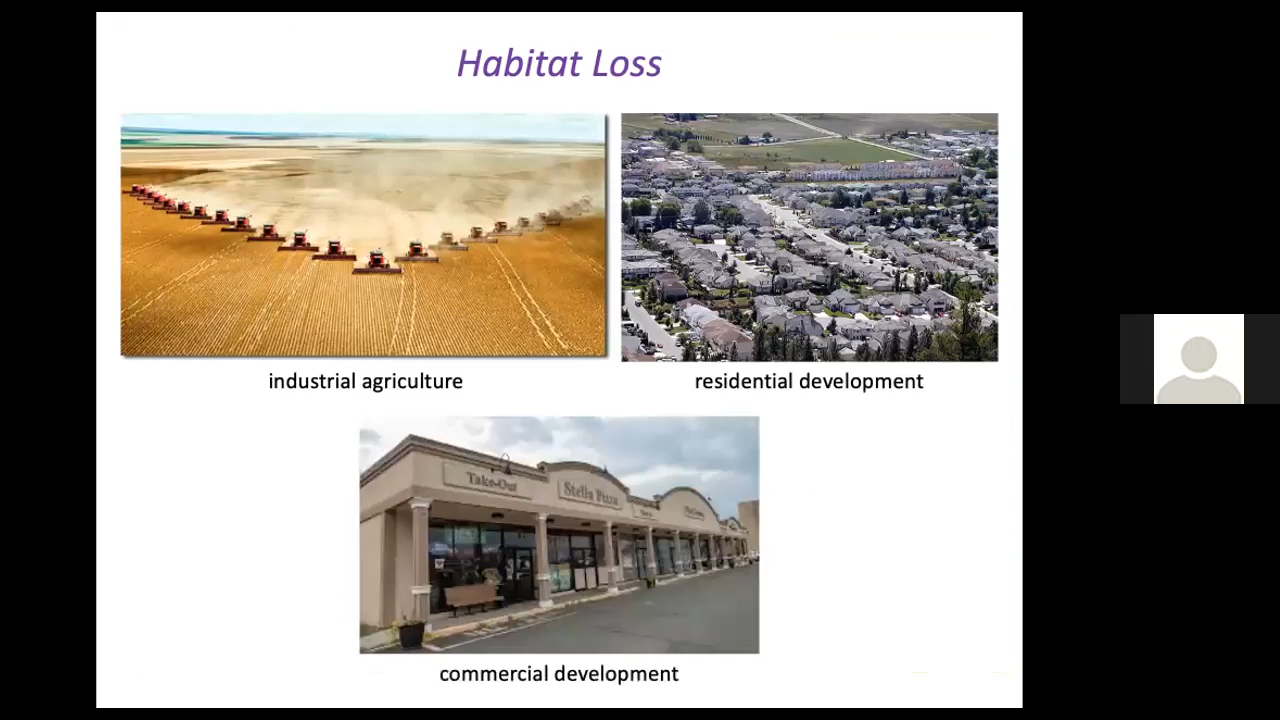 Habitat Loss
industrial agriculture
residential development
Take-Out
Stella Pizza
commercial development